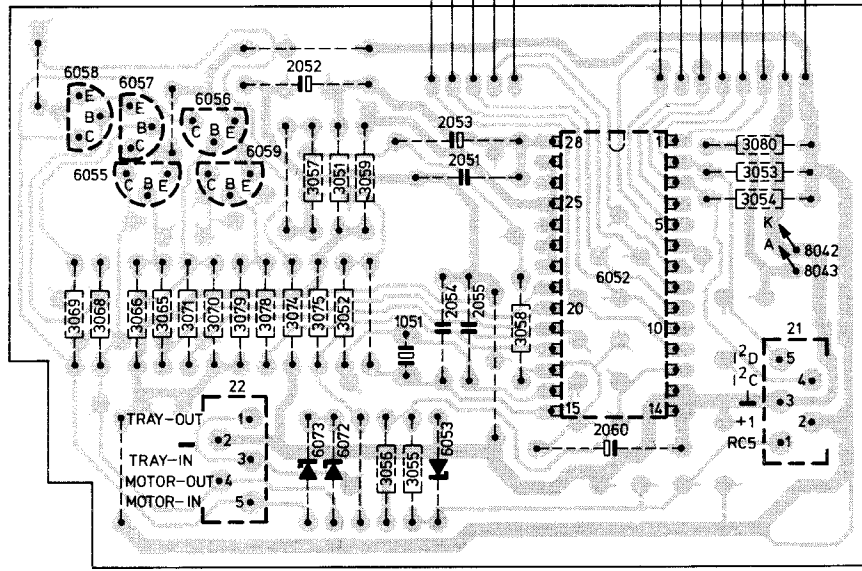 6058
6057
6056
6059
6055
E
B
C
E
B
C
C B E
C B E
C B E
2052
2053
2051
3057
3051
3059
28
25
20
15
1
5
10
14
6052
3080
3053
3054
K
A
8042
8043
3069
3068
3066
3065
3071
3070
3079
3078
3074
3075
3052
1051
2054
2055
3058
2060
22
TRAY-OUT 1
2
TRAY-IN 3
MOTOR-OUT 4
MOTOR-IN 5
6073
6072
3056
3055
6053
21
I²D 5
I²C 4
3
+1 2
RC5 1